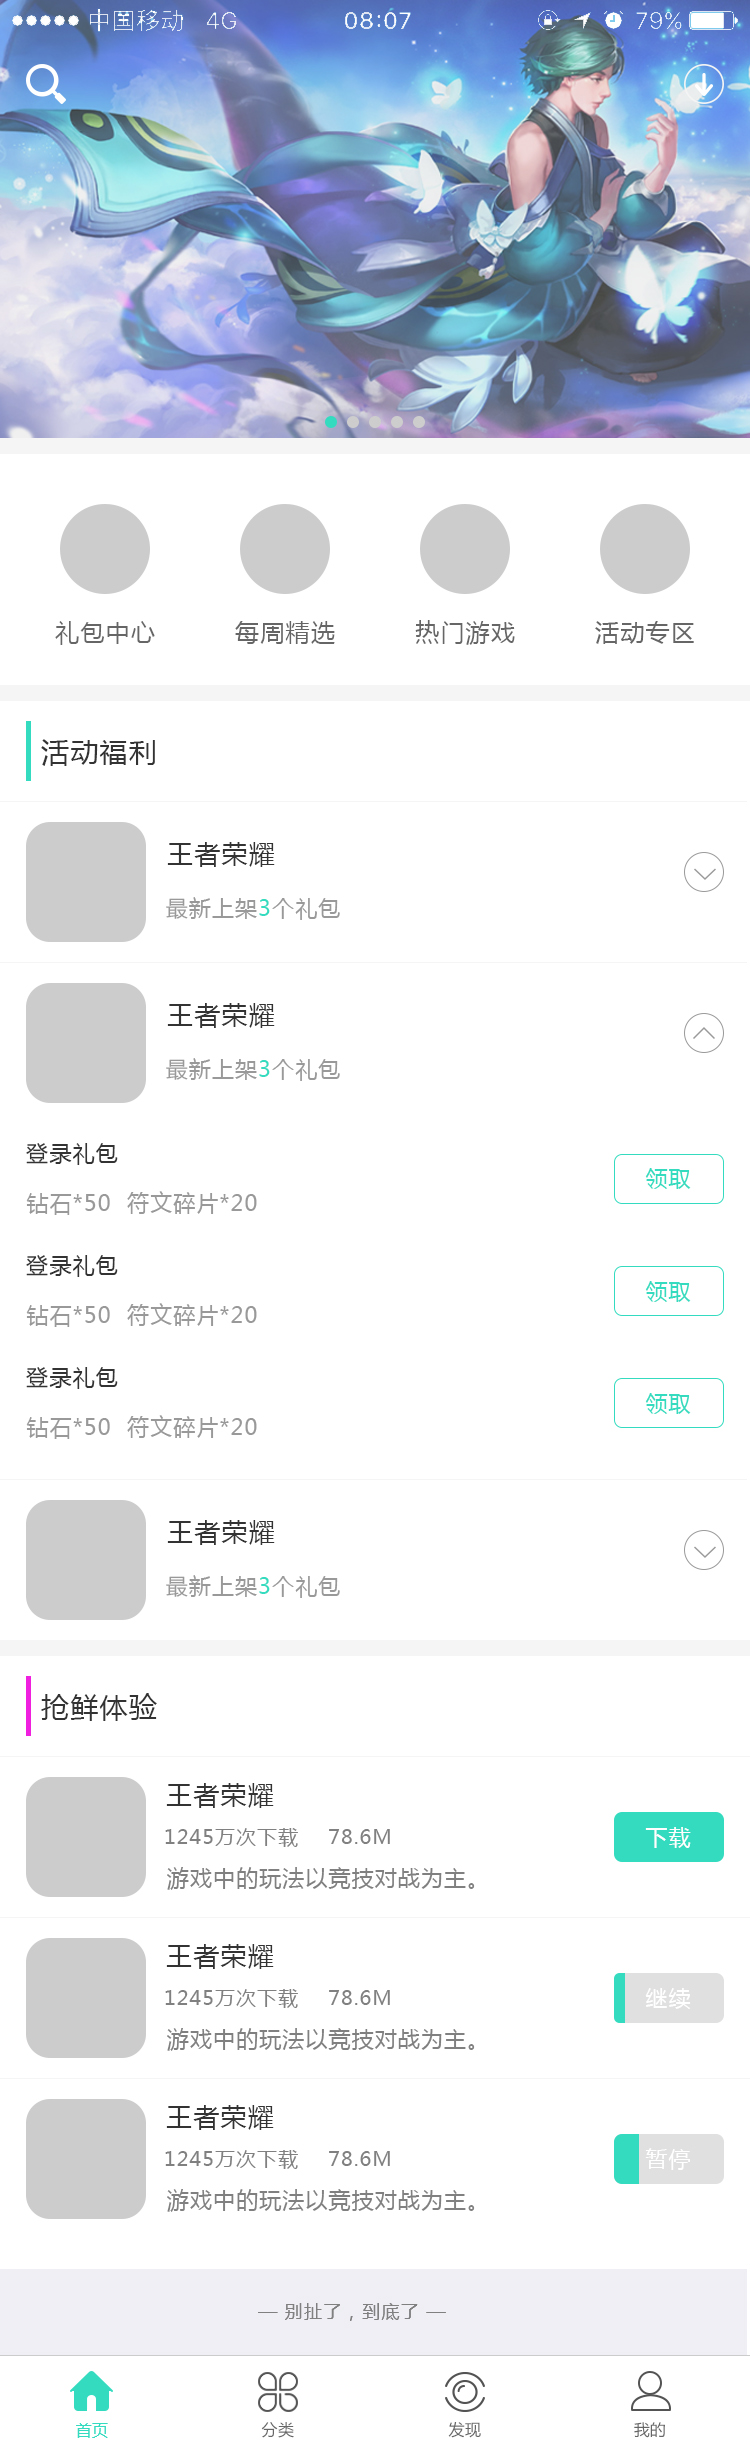 中国移动 4G 08:07 79%
礼包中心 每周精选 热门游戏 活动专区
活动福利
王者荣耀
最新上架3个礼包
王者荣耀
最新上架3个礼包
登录礼包
钻石*50 符文碎片*20
领取
登录礼包
钻石*50 符文碎片*20
领取
登录礼包
钻石*50 符文碎片*20
领取
王者荣耀
最新上架3个礼包
抢鲜体验
王者荣耀
1245万次下载 78.6M
游戏中的玩法以竞技对战为主。
下载
王者荣耀
1245万次下载 78.6M
游戏中的玩法以竞技对战为主。
继续
王者荣耀
1245万次下载 78.6M
游戏中的玩法以竞技对战为主。
暂停
— 别扯了，到底了 —
首页 分类 发现 我的